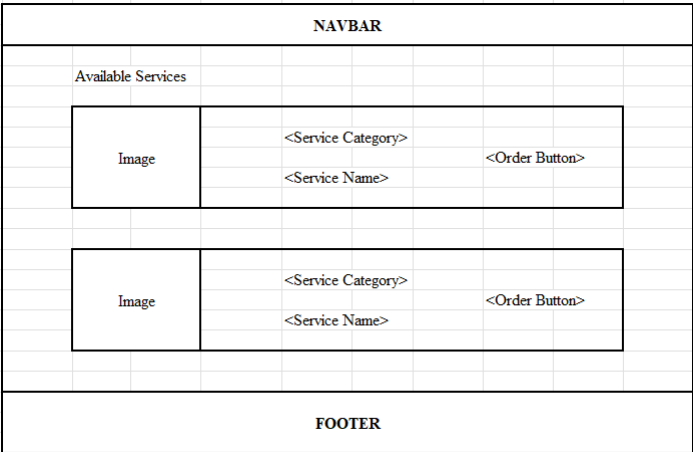 NAVBAR
Available Services
Image
<Service Category>
<Service Name>
<Order Button>
Image
<Service Category>
<Service Name>
<Order Button>
FOOTER